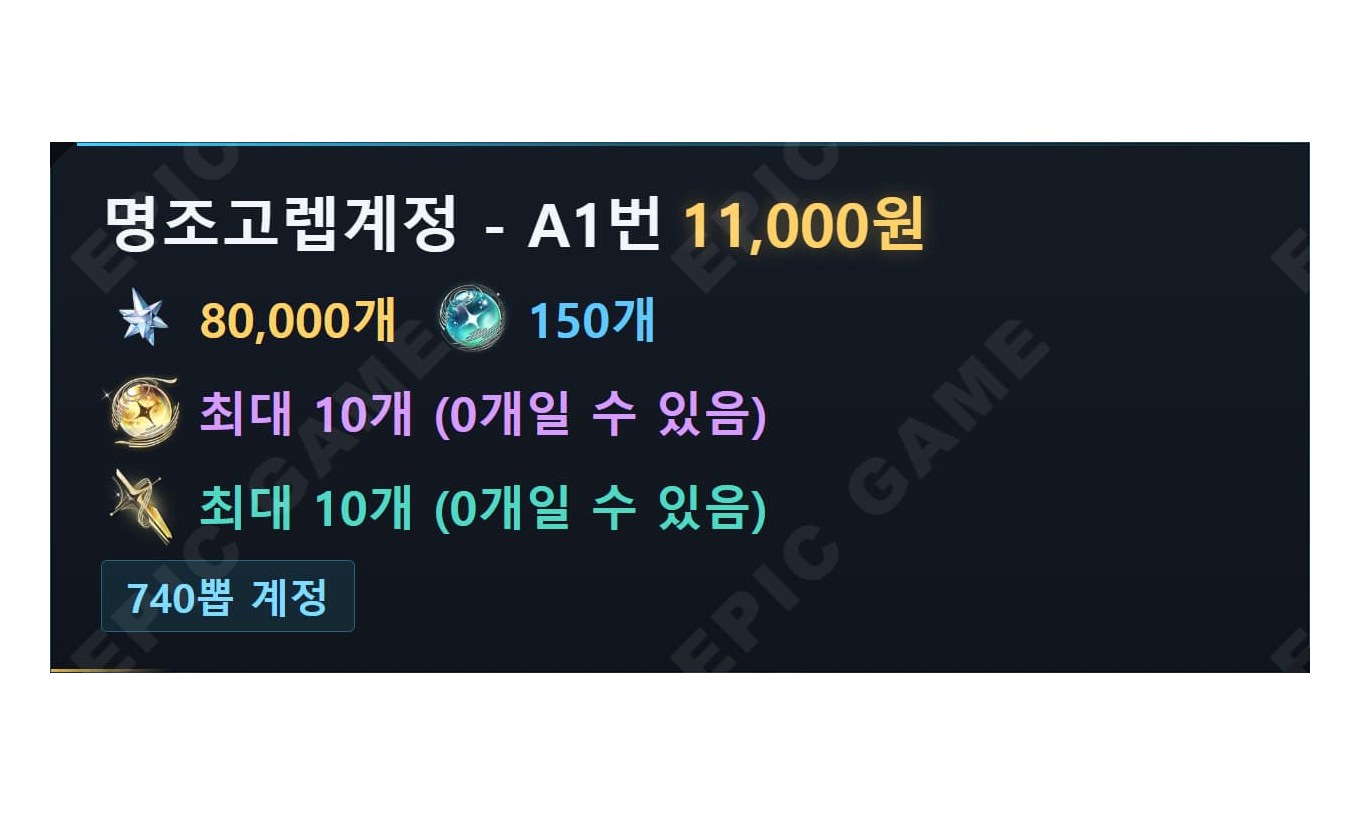 명조고렙계정 - A1번 11,000원
80,000개 150개
최대 10개 (0개일 수 있음)
최대 10개 (0개일 수 있음)
740뽑 계정
EPIC GAME